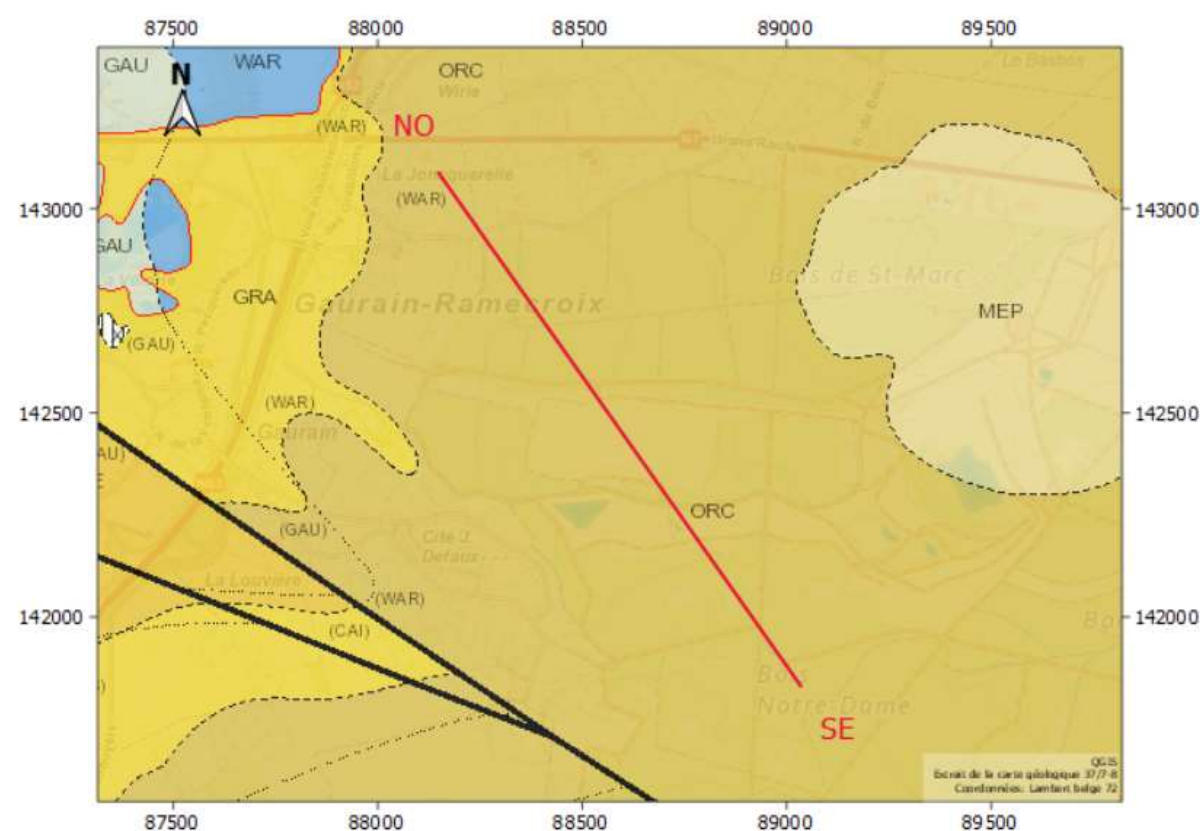 87500 88000 88500 89000 89500
GAU
WAR
ORC
Wirie
N
(WAR)
NO
La Joncquerelle
143000
(WAR)
143000
GAU
Bois de St-Marc
GRA
Gaurain-Ramecroix
MEP
(GAU)
(WAR)
142500
142500
Gaurain
AU)
ORC
(GAU)
Cité J.
Defaux
La Louvière
142000
(WAR)
142000
(CAI)
Bois
Notre-Dame
SE
QGIS
Extrait de la carte géologique 37/7-8
Coordonnées: Lambert belge 72
87500 88000 88500 89000 89500